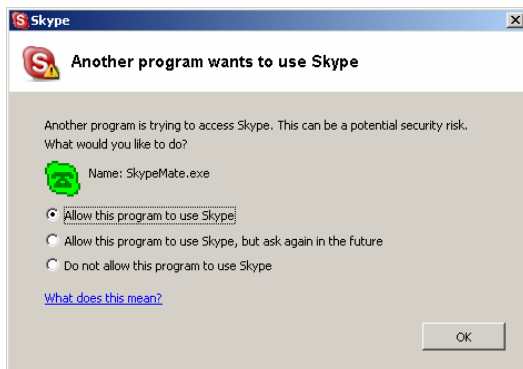 Skype
Another program wants to use Skype
Another program is trying to access Skype. This can be a potential security risk.
What would you like to do?
Name: SkypeMate.exe
Allow this program to use Skype
Allow this program to use Skype, but ask again in the future
Do not allow this program to use Skype
What does this mean?
OK